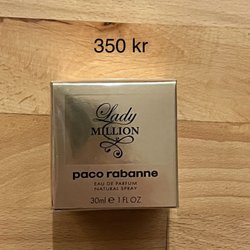 350 kr
Lady
MILLION
paco rabanne
EAU DE PARFUM
NATURAL SPRAY
30ml e 1 FL OZ